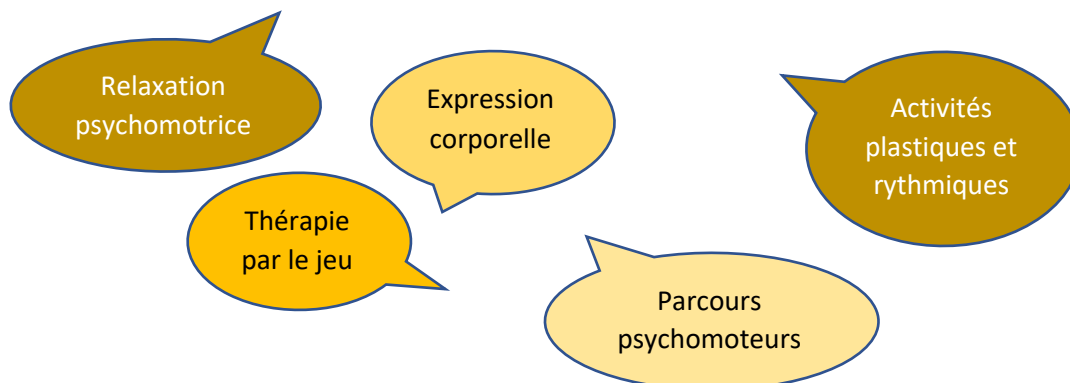 Relaxation
psychomotrice
Expression
corporelle
Activités
plastiques et
rythmiques
Thérapie
par le jeu
Parcours
psychomoteurs